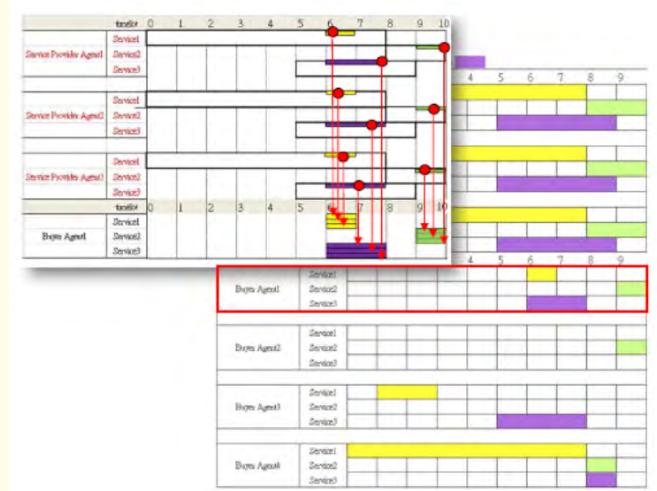 timeslot 0 1 2 3 4 5 6 7 8 9 10
Service1
Service Provider Agent1 Service2
Service3
Service1
Service Provider Agent2 Service2
Service3
Service1
Service Provider Agent3 Service2
Service3
timeslot 0 1 2 3 4 5 6 7 8 9 10
Service1
Buyer Agent1 Service2
Service3
4 5 6 7 8 9
5 6 7 8 9
Service1
Buyer Agent1 Service2
Service3
Service1
Buyer Agent2 Service2
Service3
Service1
Buyer Agent3 Service2
Service3
Service1
Buyer Agent4 Service2
Service3